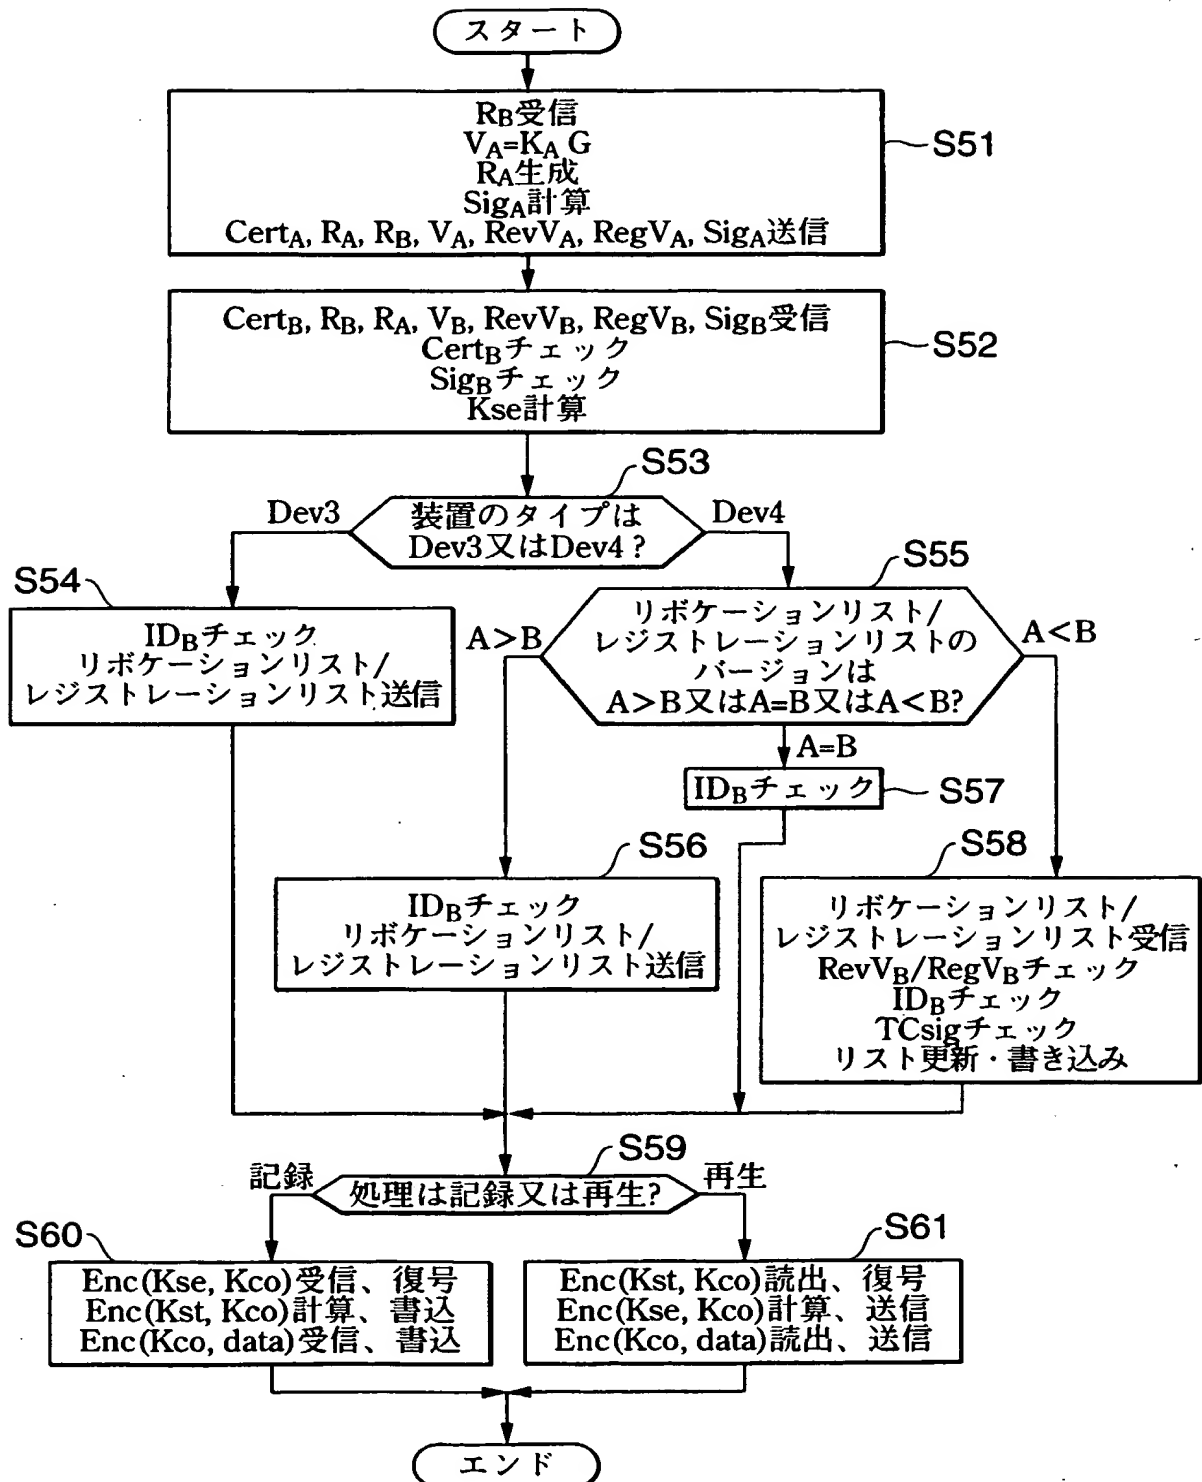 スタート
RB受信
VA=KA G
RA生成
SigA計算
CertA, RA, RB, VA, RevVA, RegVA, SigA送信
S51
CertB, RB, RA, VB, RevVB, RegVB, SigB受信
CertBチェック
SigBチェック
Kse計算
S52
S53
Dev3
装置のタイプは
Dev3又はDev4?
Dev4
S54
IDBチェック
リボケーションリスト/
レジストレーションリスト送信
S55
A>B
リボケーションリスト/
レジストレーションリストの
バージョンは
A>B又はA=B又はA<B?
A<B
A=B
IDBチェック
S57
S56
IDBチェック
リボケーションリスト/
レジストレーションリスト送信
S58
リボケーションリスト/
レジストレーションリスト受信
RevVB/RegVBチェック
IDBチェック
TCsigチェック
リスト更新・書き込み
S59
記録
処理は記録又は再生?
再生
S60
Enc(Kse, Kco)受信、復号
Enc(Kst, Kco)計算、書込
Enc(Kco, data)受信、書込
S61
Enc(Kst, Kco)読出、復号
Enc(Kse, Kco)計算、送信
Enc(Kco, data)読出、送信
エンド